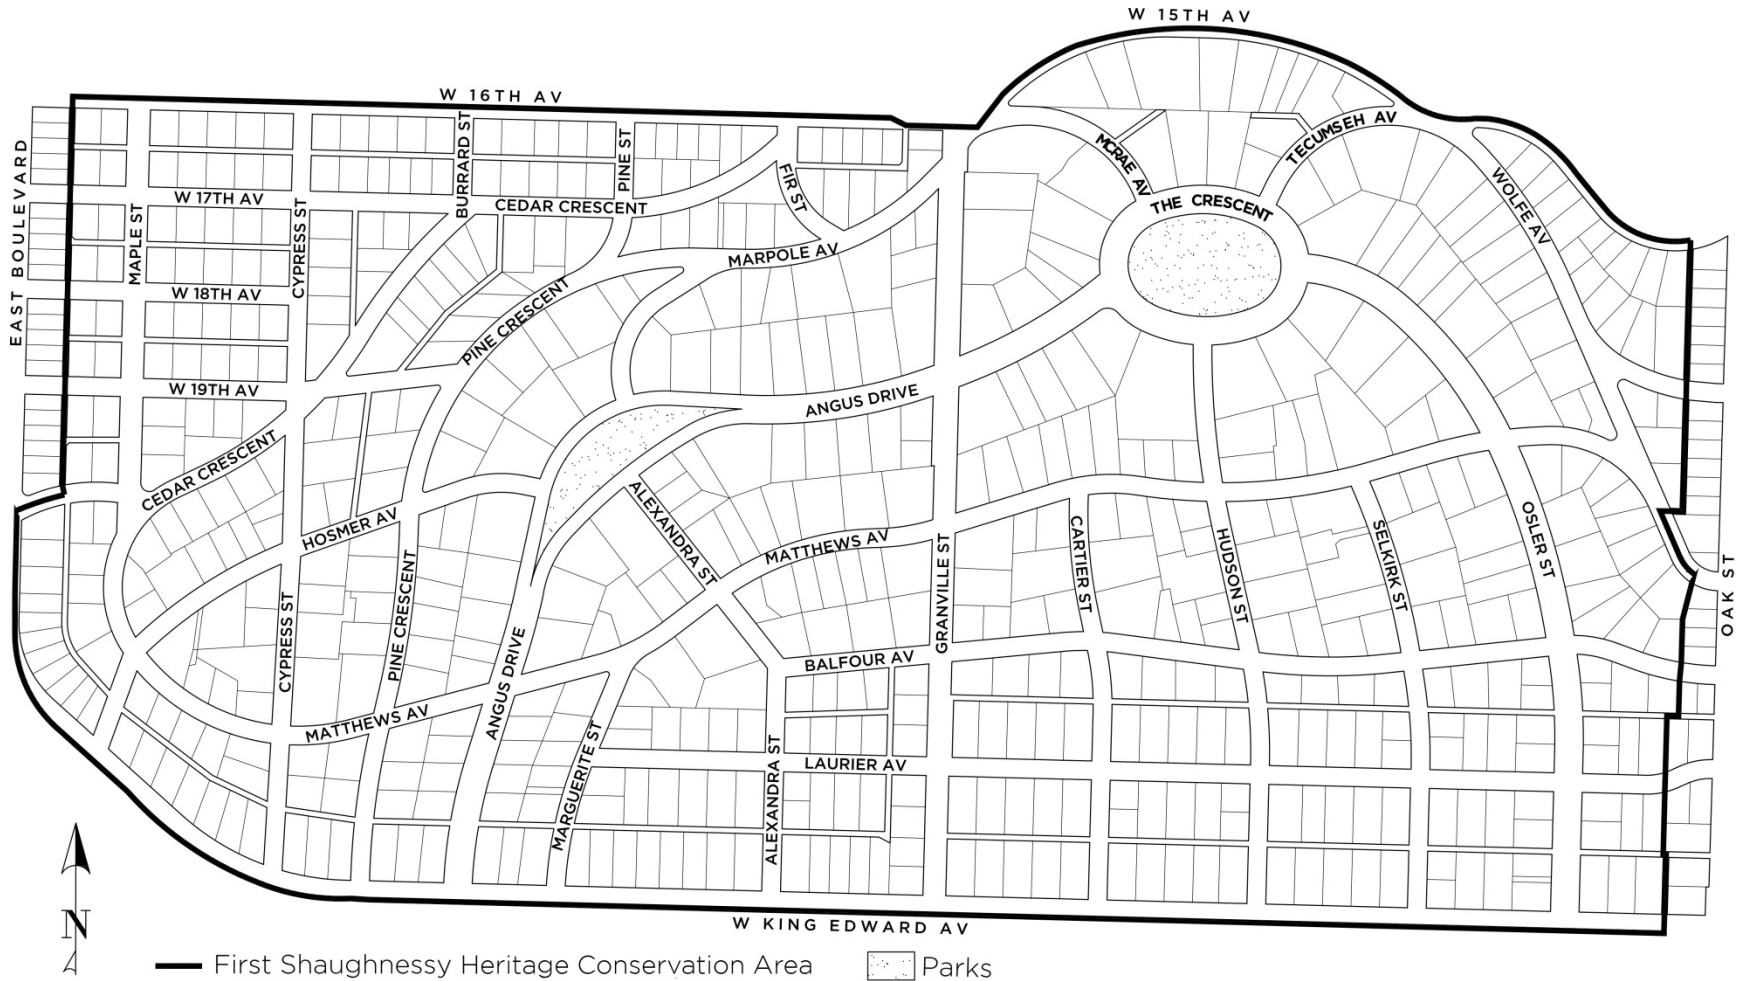 W 15TH AV
W 16TH AV
EAST BOULEVARD
MAPLE ST
CYPRESS ST
BURRARD ST
PINE ST
FIR ST
MCRAE AV
TECUMSEH AV
WOLFE AV
THE CRESCENT
W 17TH AV
CEDAR CRESCENT
MARPOLE AV
W 18TH AV
PINE CRESCENT
W 19TH AV
ANGUS DRIVE
CEDAR CRESCENT
HOSMER AV
ALEXANDRA ST
MATTHEWS AV
GRANVILLE ST
CARTIER ST
HUDSON ST
SELKIRK ST
OSLER ST
OAK ST
CYPRESS ST
PINE CRESCENT
ANGUS DRIVE
BALFOUR AV
MATTHEWS AV
MARGUERITE ST
ALEXANDRA ST
LAURIER AV
W KING EDWARD AV
N
First Shaughnessy Heritage Conservation Area
Parks